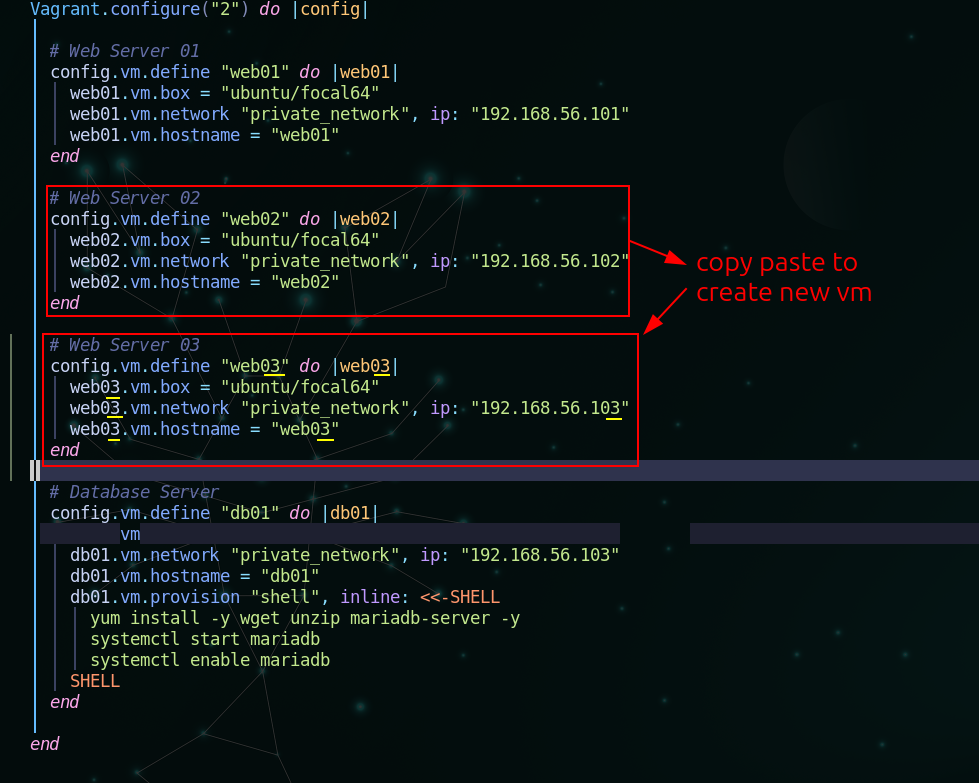 Vagrant.configure("2") do |config|
# Web Server 01
config.vm.define "web01" do |web01|
web01.vm.box = "ubuntu/focal64"
web01.vm.network "private_network", ip: "192.168.56.101"
web01.vm.hostname = "web01"
end
# Web Server 02
config.vm.define "web02" do |web02|
web02.vm.box = "ubuntu/focal64"
web02.vm.network "private_network", ip: "192.168.56.102"
web02.vm.hostname = "web02"
end
copy paste to
create new vm
# Web Server 03
config.vm.define "web03" do |web03|
web03.vm.box = "ubuntu/focal64"
web03.vm.network "private_network", ip: "192.168.56.103"
web03.vm.hostname = "web03"
end
# Database Server
config.vm.define "db01" do |db01|
vm
db01.vm.network "private_network", ip: "192.168.56.103"
db01.vm.hostname = "db01"
db01.vm.provision "shell", inline: <<-SHELL
yum install -y wget unzip mariadb-server -y
systemctl start mariadb
systemctl enable mariadb
SHELL
end
end